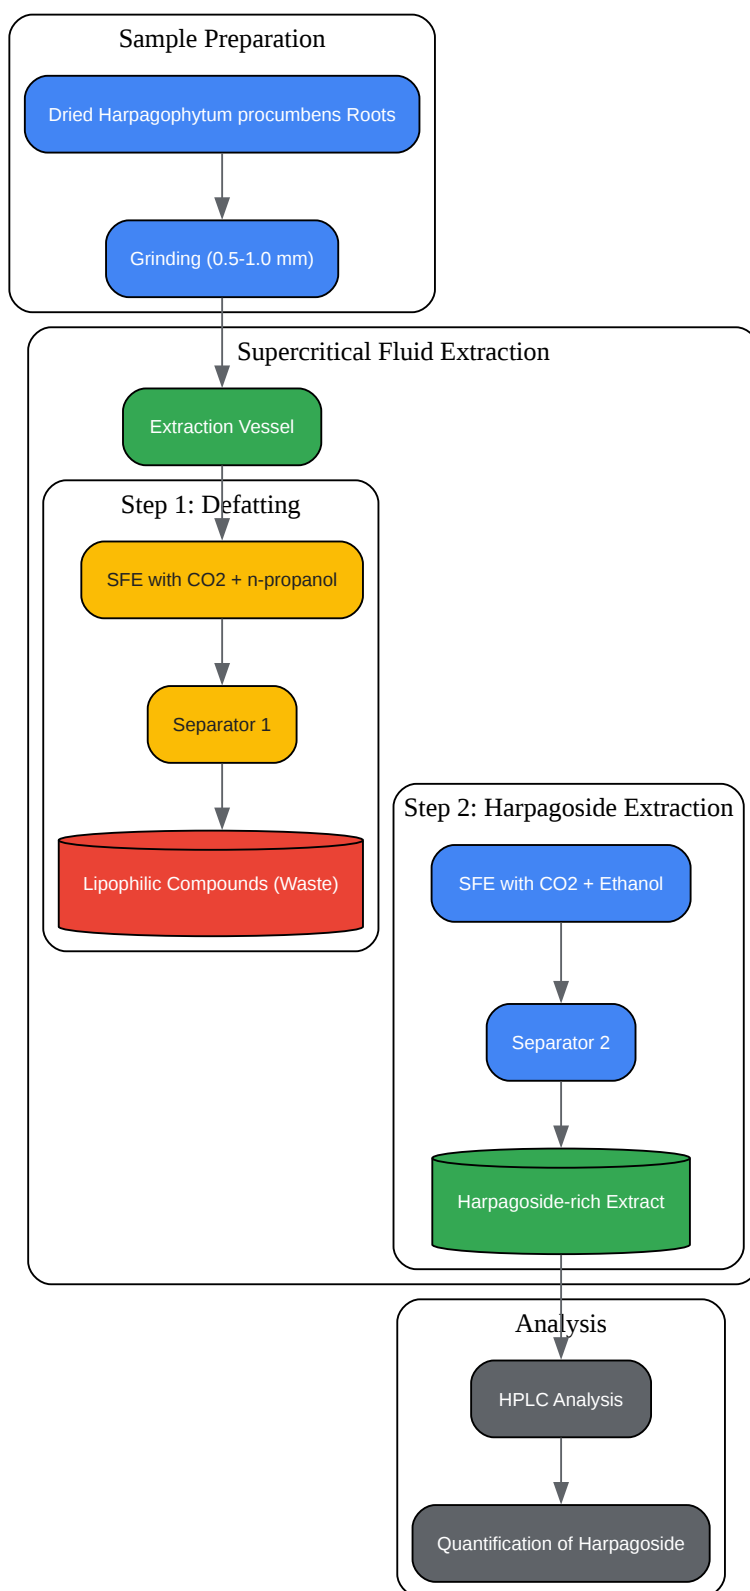 Sample Preparation
Dried Harpagophytum procumbens Roots
Grinding (0.5-1.0 mm)
Supercritical Fluid Extraction
Extraction Vessel
Step 1: Defatting
SFE with CO2 + n-propanol
Separator 1
Lipophilic Compounds (Waste)
Step 2: Harpagoside Extraction
SFE with CO2 + Ethanol
Separator 2
Harpagoside-rich Extract
Analysis
HPLC Analysis
Quantification of Harpagoside